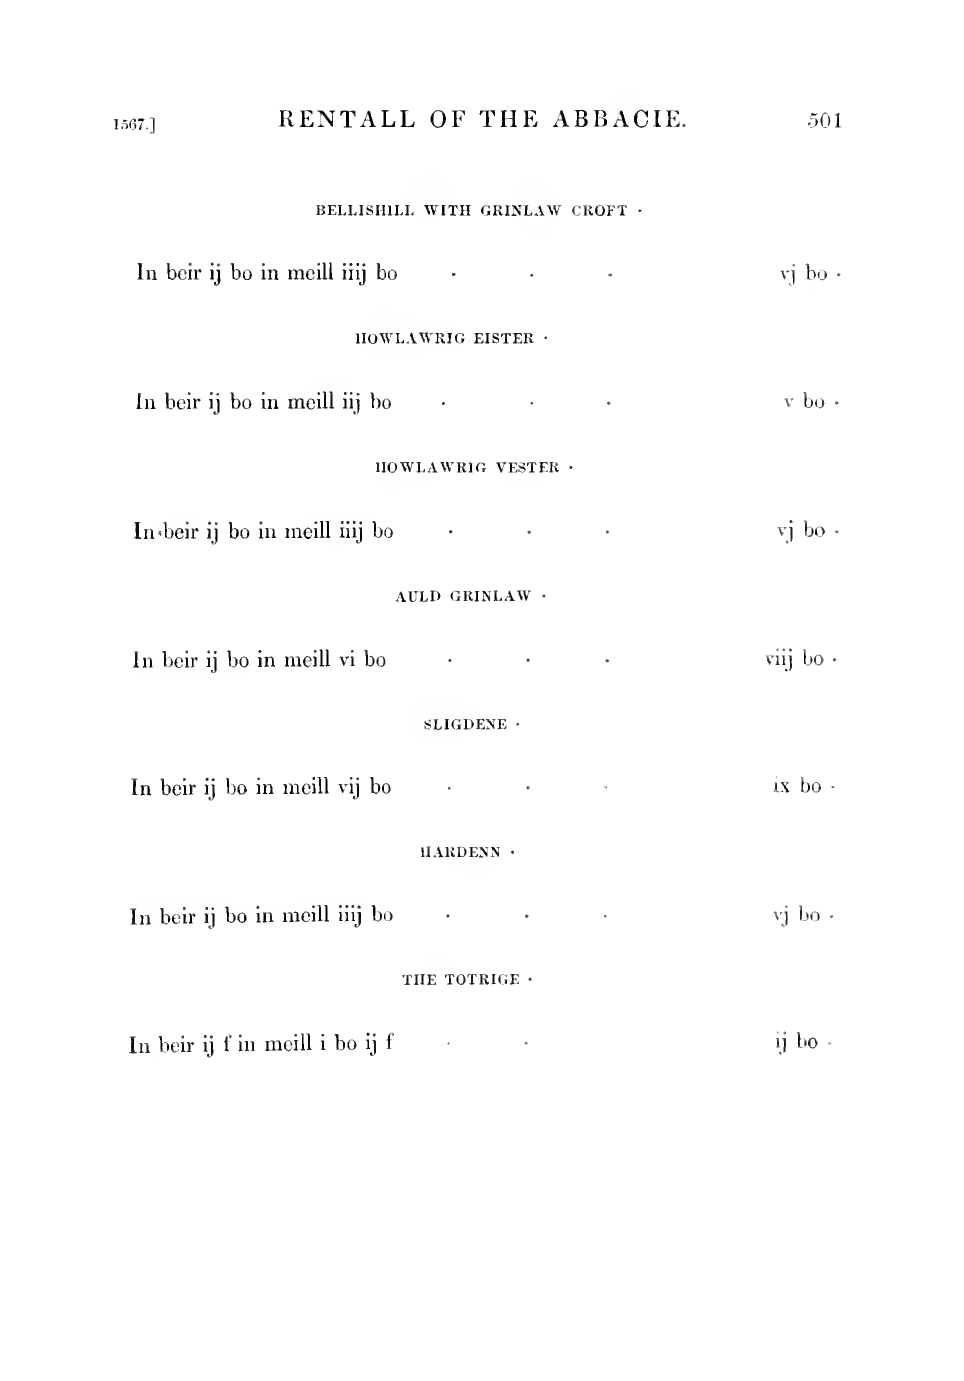 1567.] RENTALL OF THE ABBACIE. 501
BELLISHILL WITH GRINLAW CROFT ·
In beir ij bo in meill iiij bo · · · vj bo ·
HOWLAWRIG EISTER ·
In beir ij bo in meill iij bo · · · v bo ·
HOWLAWRIG VESTER ·
In beir ij bo in meill iiij bo · · · vj bo ·
AULD GRINLAW ·
In beir ij bo in meill vi bo · · · viij bo ·
SLIGDENE ·
In beir ij bo in meill vij bo · · · ix bo ·
HARDENN ·
In beir ij bo in meill iiij bo · · · vj bo ·
THE TOTRIGE ·
In beir ij f in meill i bo ij f · · ij bo ·